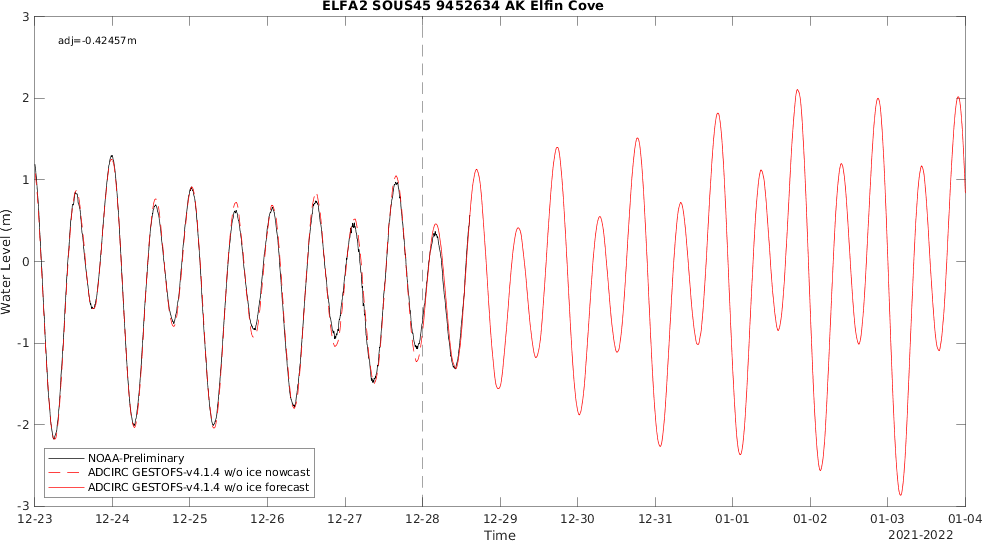 ELFA2 SOUS45 9452634 AK Elfin Cove
adj=-0.42457m
3
2
1
0
-1
-2
-3
Water Level (m)
NOAA-Preliminary
ADCIRC GESTOFS-v4.1.4 w/o ice nowcast
ADCIRC GESTOFS-v4.1.4 w/o ice forecast
12-23 12-24 12-25 12-26 12-27 12-28 12-29 12-30 12-31 01-01 01-02 01-03 01-04
Time
2021-2022